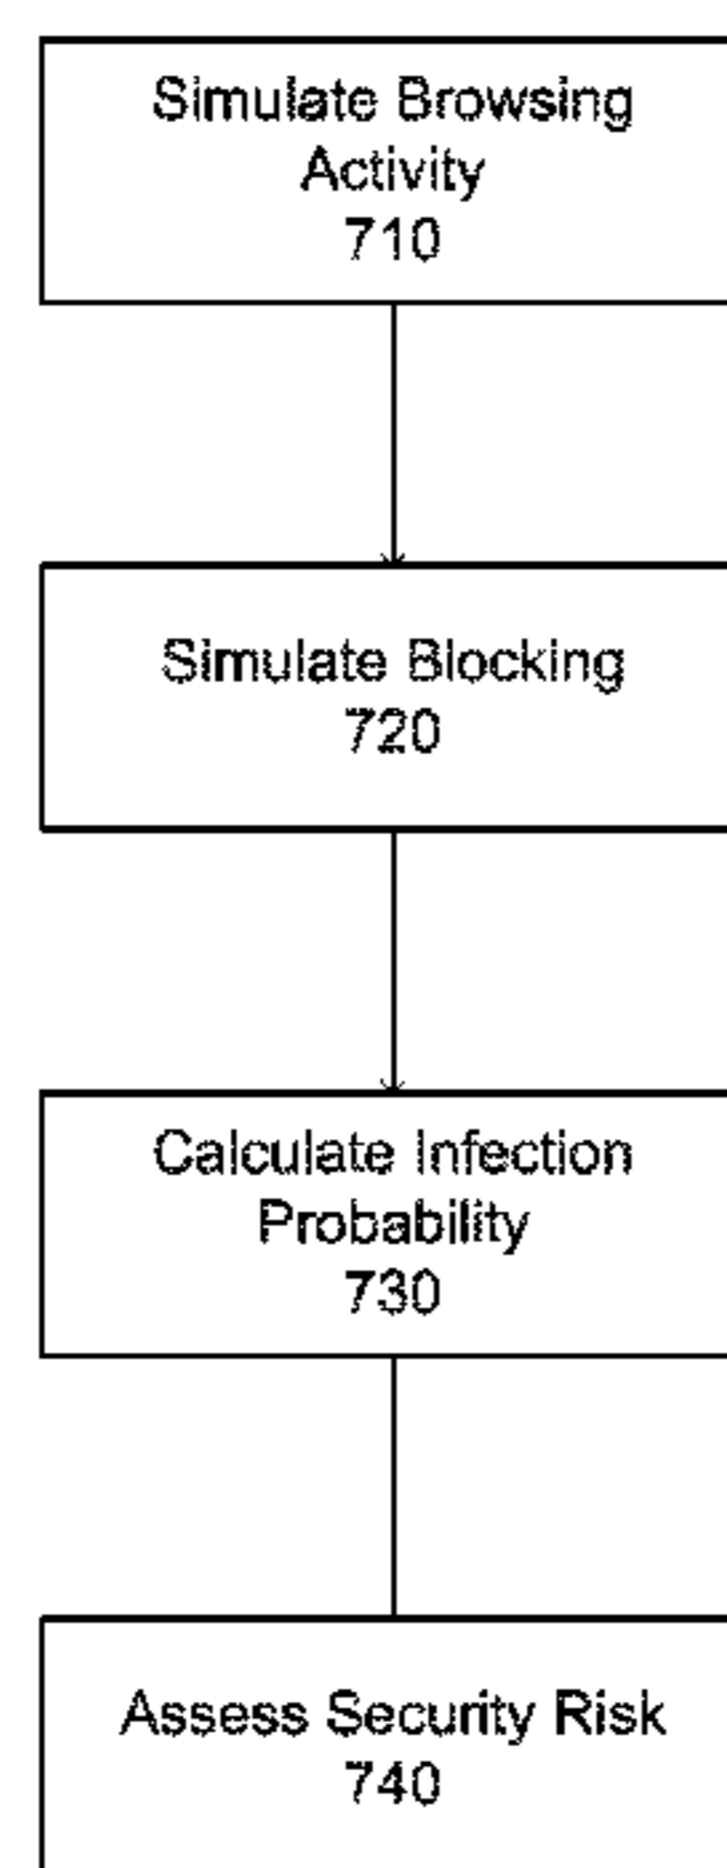 Simulate Browsing
Activity
710
Simulate Blocking
720
Calculate Infection
Probability
730
Assess Security Risk
740